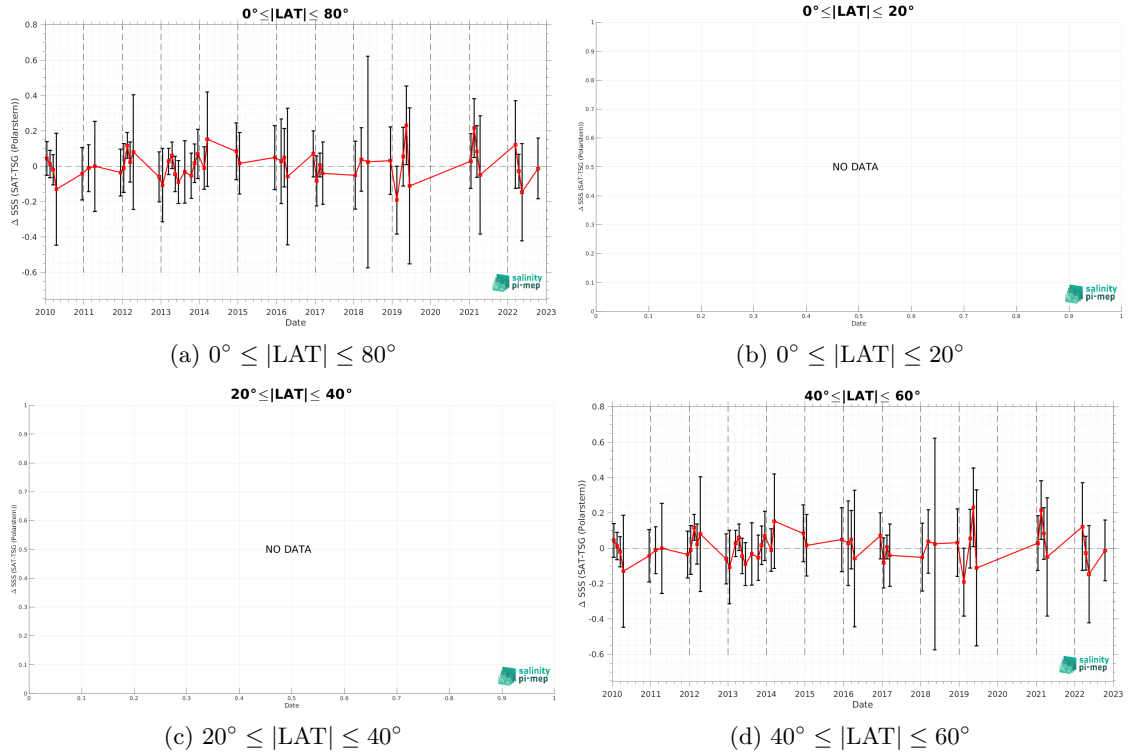 0°≤|LAT|≤ 80°
Δ SSS (SAT-TSG (Polarstern))
0.8
0.6
0.4
0.2
0
-0.2
-0.4
-0.6
2010 2011 2012 2013 2014 2015 2016 2017 2018 2019 2020 2021 2022 2023
Date
salinity
pi-mep
(a) 0° ≤ |LAT| ≤ 80°
0°≤|LAT|≤ 20°
Δ SSS (SAT-TSG (Polarstern))
1
0.9
0.8
0.7
0.6
0.5
0.4
0.3
0.2
0.1
0
NO DATA
0 0.1 0.2 0.3 0.4 0.5 0.6 0.7 0.8 0.9 1
Date
salinity
pi-mep
(b) 0° ≤ |LAT| ≤ 20°
20°≤|LAT|≤ 40°
Δ SSS (SAT-TSG (Polarstern))
1
0.9
0.8
0.7
0.6
0.5
0.4
0.3
0.2
0.1
0
NO DATA
0 0.1 0.2 0.3 0.4 0.5 0.6 0.7 0.8 0.9 1
Date
salinity
pi-mep
(c) 20° ≤ |LAT| ≤ 40°
40°≤|LAT|≤ 60°
Δ SSS (SAT-TSG (Polarstern))
0.8
0.6
0.4
0.2
0
-0.2
-0.4
-0.6
2010 2011 2012 2013 2014 2015 2016 2017 2018 2019 2020 2021 2022 2023
Date
salinity
pi-mep
(d) 40° ≤ |LAT| ≤ 60°